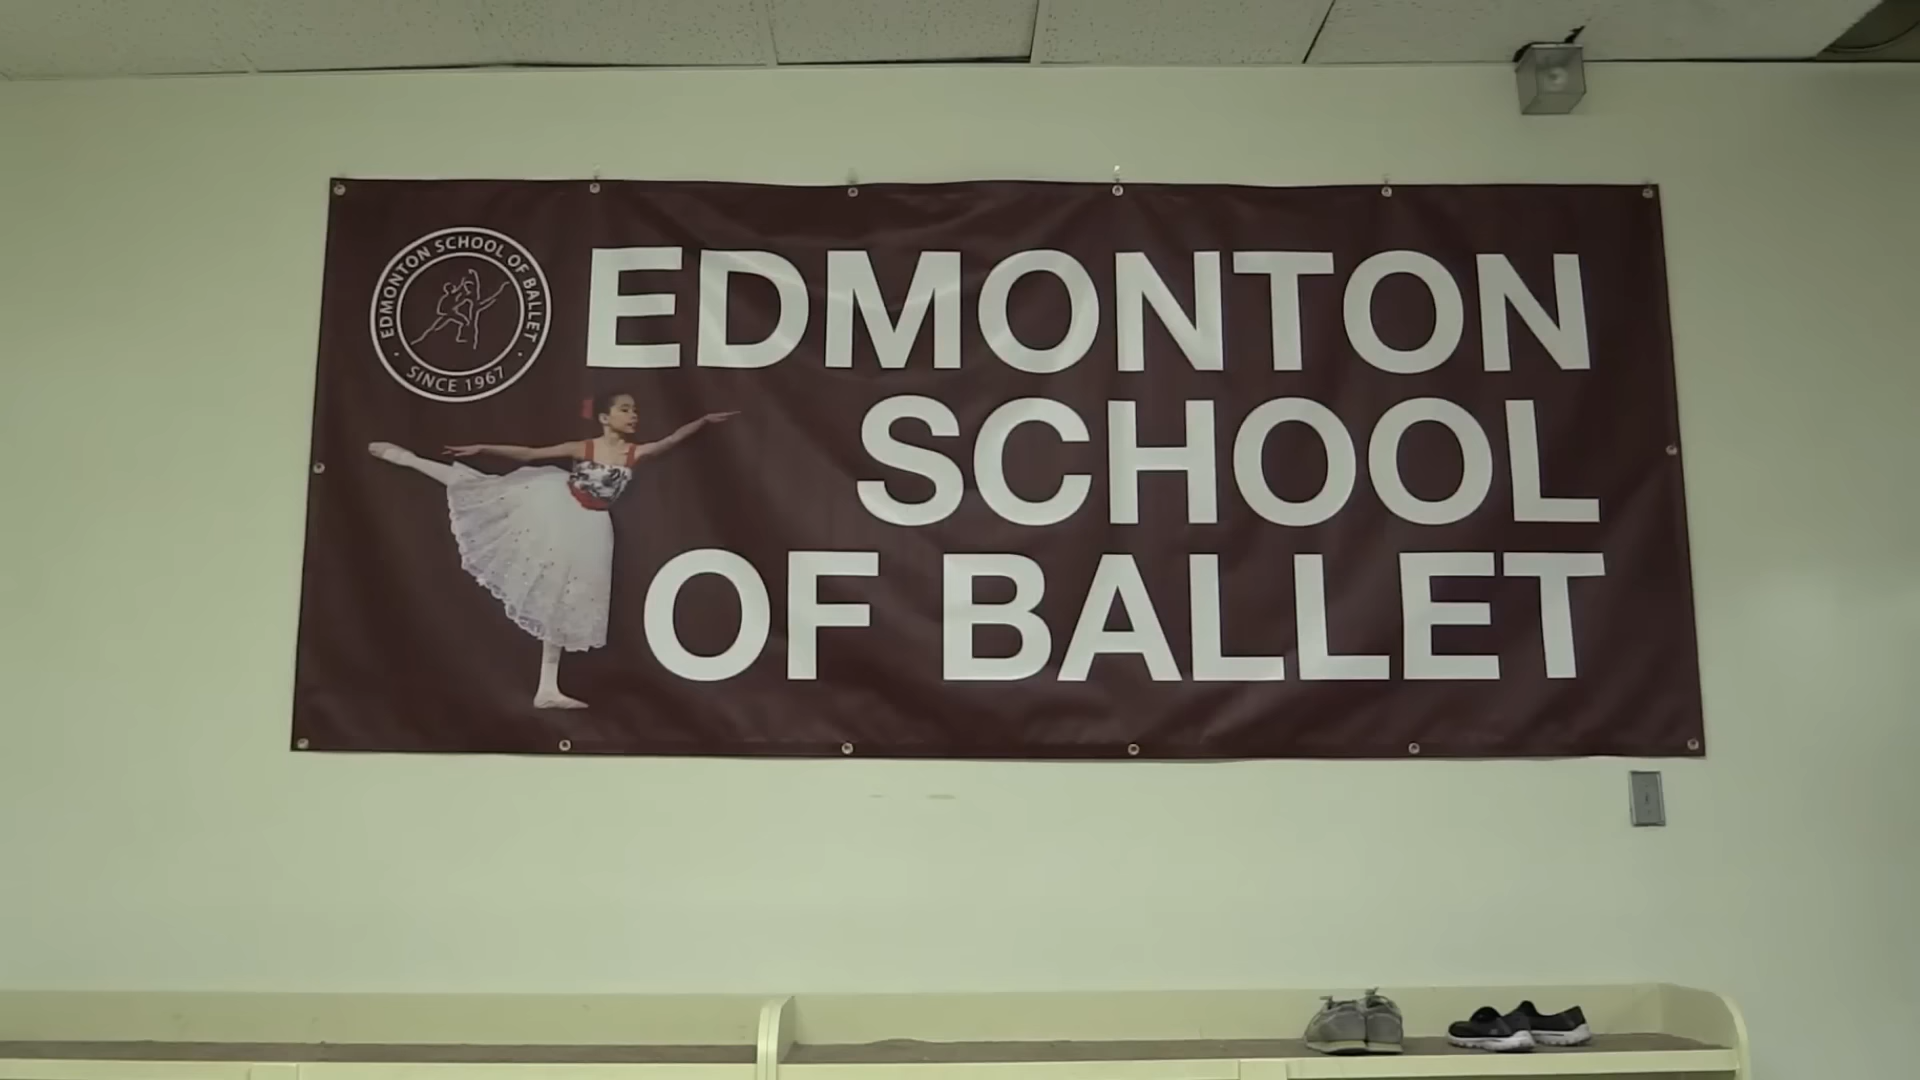 EDMONTON SCHOOL OF BALLET
SINCE 1967
EDMONTON
SCHOOL
OF BALLET